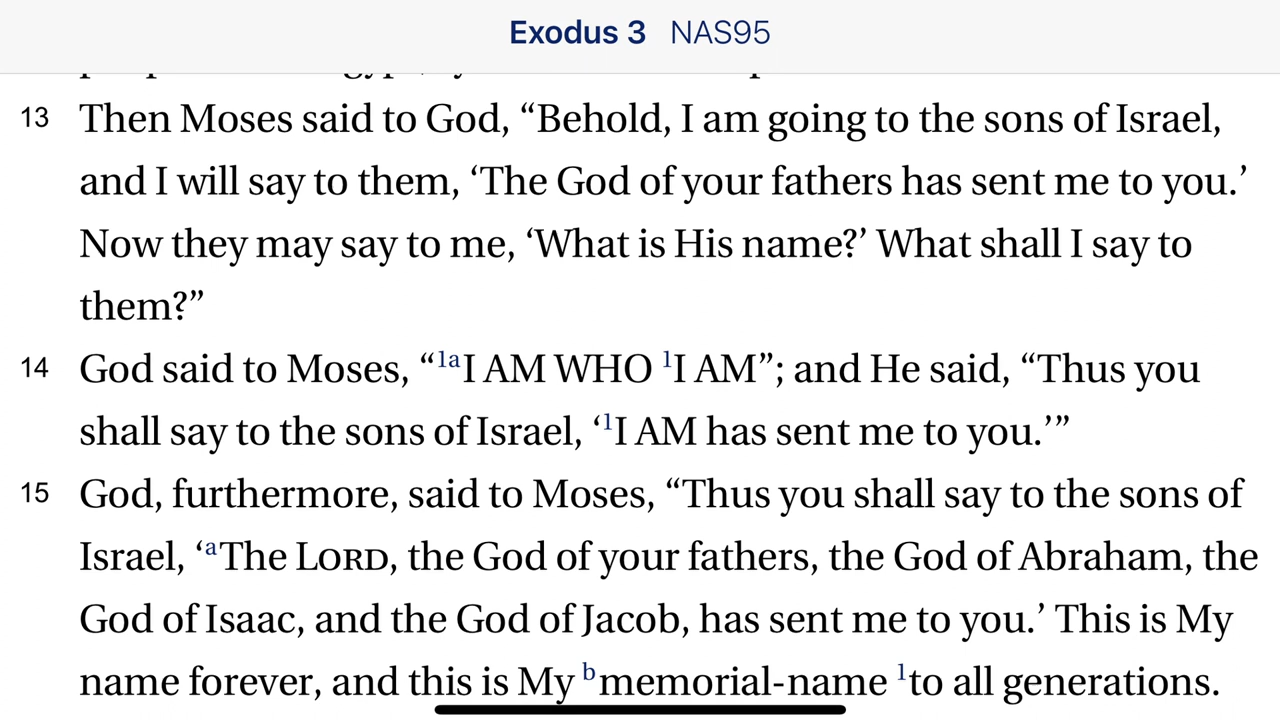 Exodus 3 NAS95
13 Then Moses said to God, “Behold, I am going to the sons of Israel,
and I will say to them, ‘The God of your fathers has sent me to you.’
Now they may say to me, ‘What is His name?’ What shall I say to
them?”
14 God said to Moses, “1aI AM WHO 1I AM”; and He said, “Thus you
shall say to the sons of Israel, ‘1I AM has sent me to you.’”
15 God, furthermore, said to Moses, “Thus you shall say to the sons of
Israel, ‘aThe LORD, the God of your fathers, the God of Abraham, the
God of Isaac, and the God of Jacob, has sent me to you.’ This is My
name forever, and this is My bmemorial-name 1to all generations.